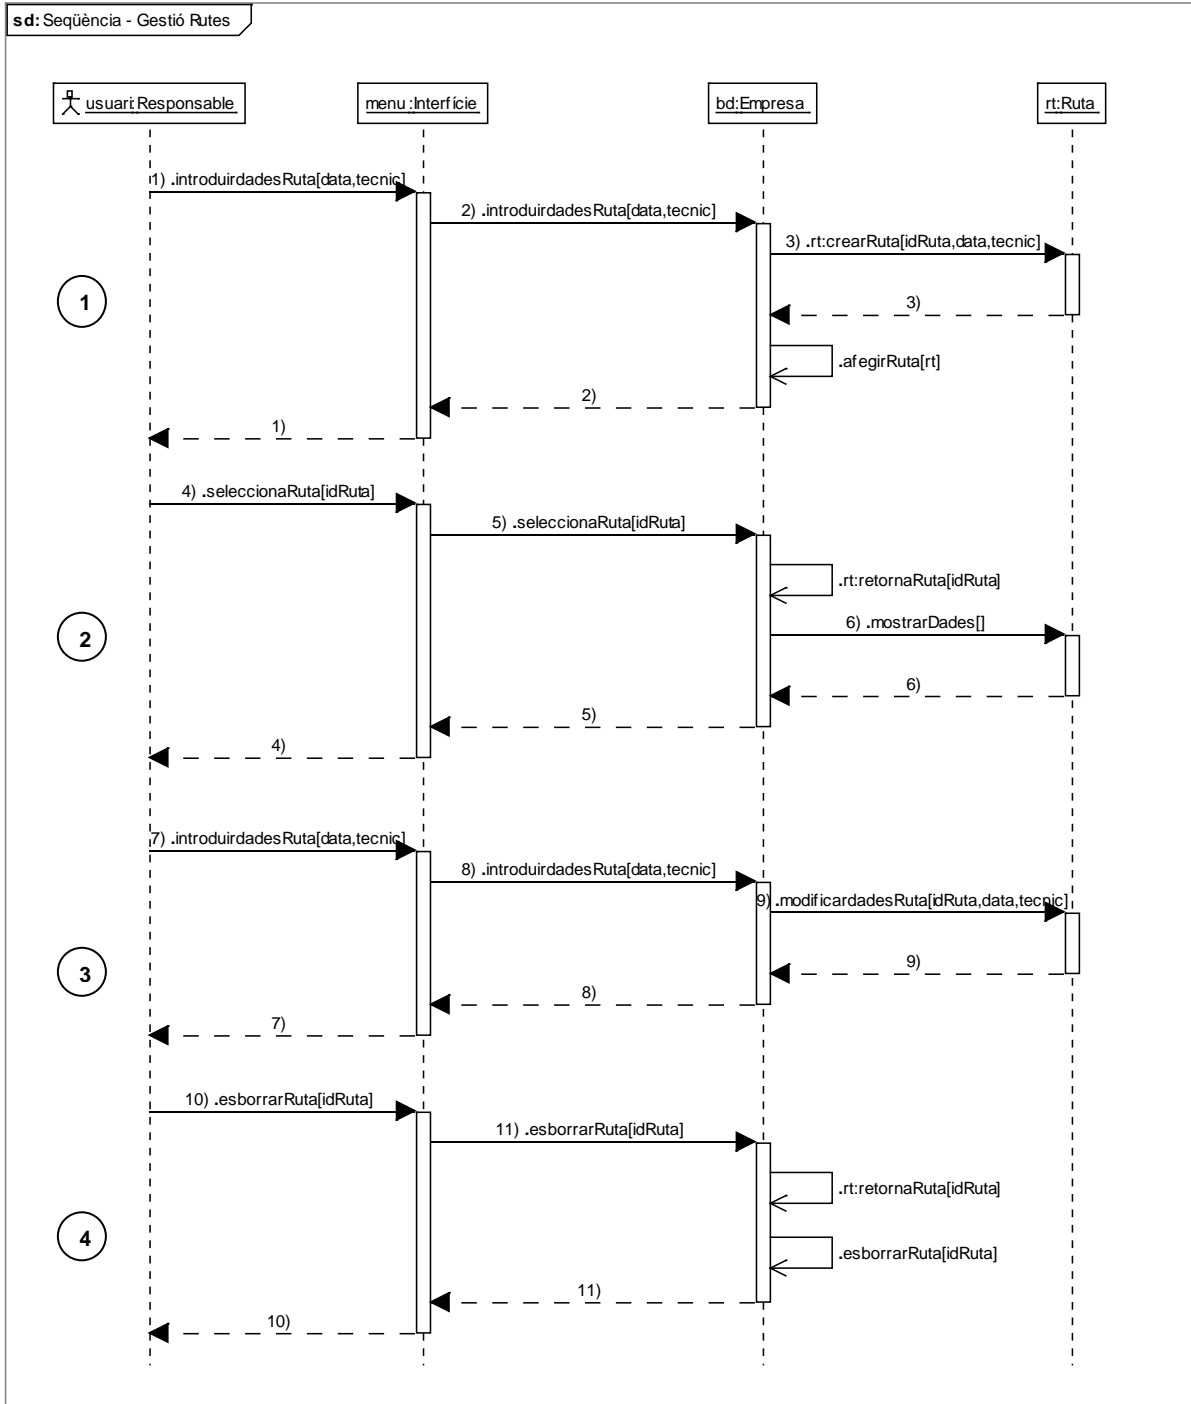 sd: Seqüència - Gestió Rutes
usuari:Responsable
menu :Interfície
bd:Empresa
rt:Ruta
1) .introduirdadesRuta[data,tecnic]
2) .introduirdadesRuta[data,tecnic]
3) .rt:crearRuta[idRuta,data,tecnic]
1
3)
.afegirRuta[rt]
2)
1)
4) .seleccionaRuta[idRuta]
5) .seleccionaRuta[idRuta]
.rt:retornaRuta[idRuta]
6) .mostrarDades[]
2
6)
5)
4)
7) .introduirdadesRuta[data,tecnic]
8) .introduirdadesRuta[data,tecnic]
9) .modificardadesRuta[idRuta,data,tecnic]
3
9)
8)
7)
10) .esborrarRuta[idRuta]
11) .esborrarRuta[idRuta]
.rt:retornaRuta[idRuta]
4
.esborrarRuta[idRuta]
11)
10)